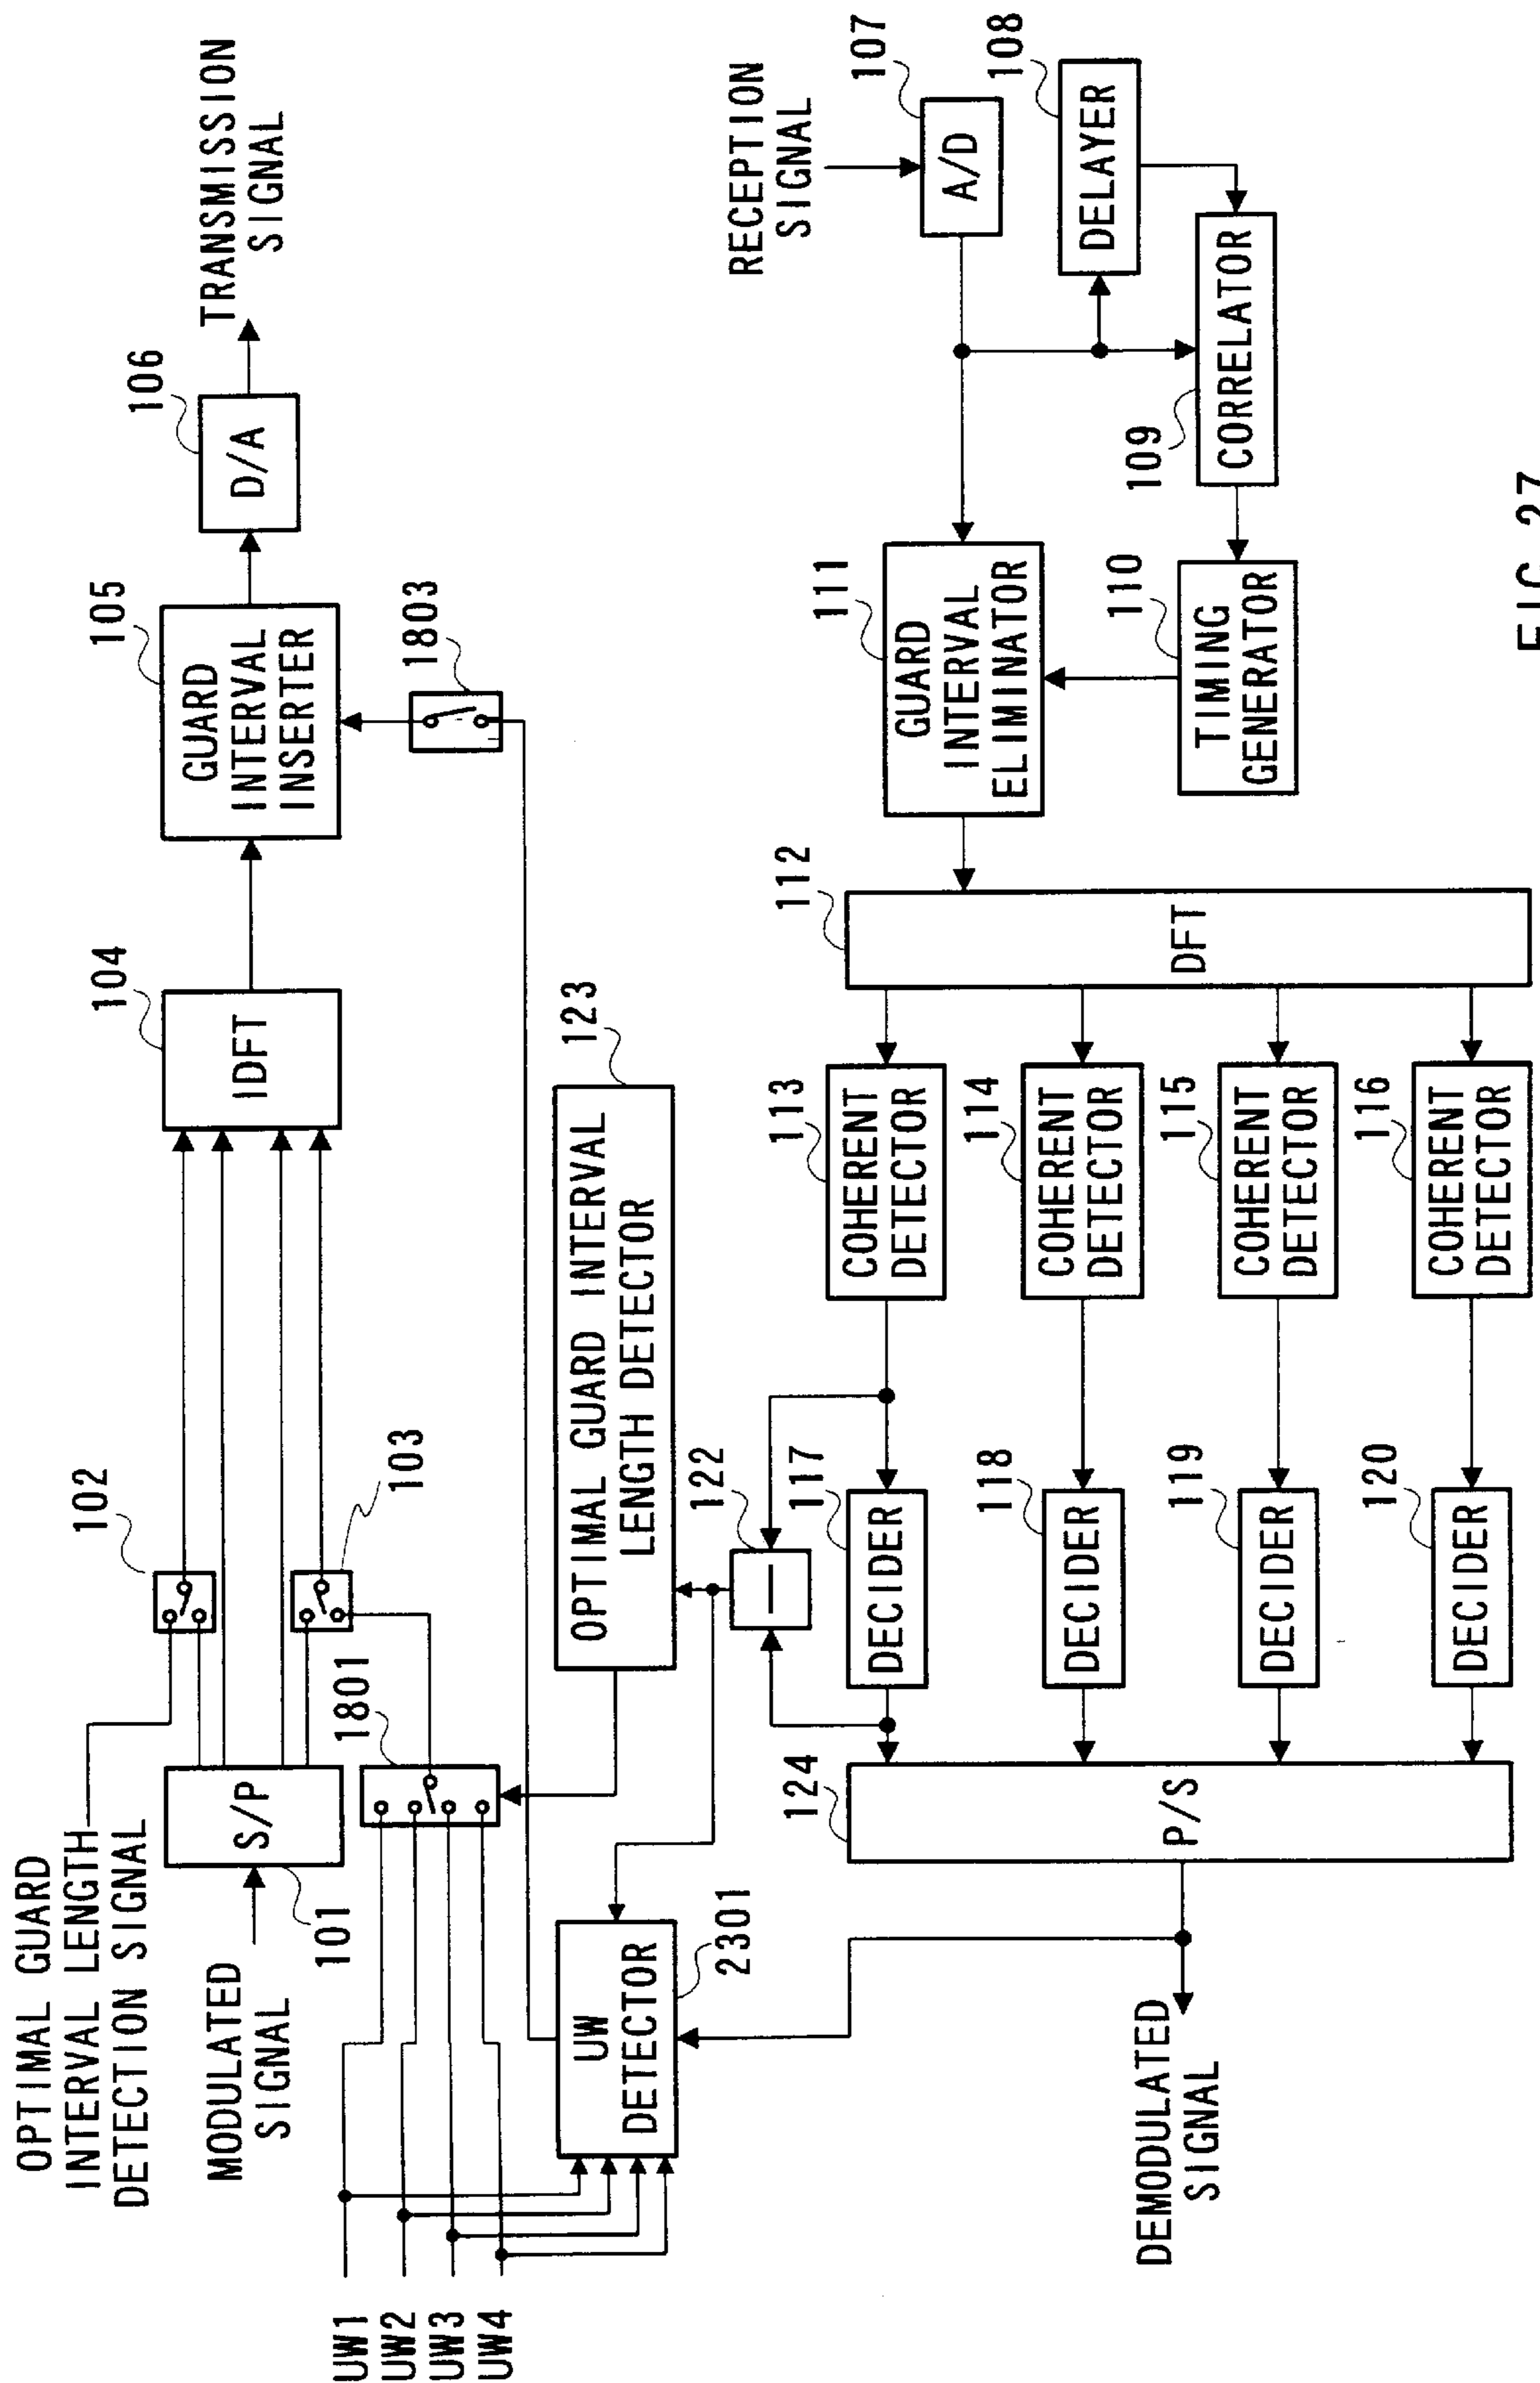 OPTIMAL GUARD
INTERVAL LENGTH
DETECTION SIGNAL
MODULATED
SIGNAL
101
S/P
102
103
104
IDFT
105
GUARD
INTERVAL
INSERTER
106
D/A
TRANSMISSION
SIGNAL
1803
1801
UW1
UW2
UW3
UW4
UW
DETECTOR
2301
123
OPTIMAL GUARD INTERVAL
LENGTH DETECTOR
122
RECEPTION
SIGNAL
107
A/D
108
DELAYER
109
CORRELATOR
110
TIMING
GENERATOR
111
GUARD
INTERVAL
ELIMINATOR
112
DFT
113
COHERENT
DETECTOR
114
COHERENT
DETECTOR
115
COHERENT
DETECTOR
116
COHERENT
DETECTOR
117
DECIDER
118
DECIDER
119
DECIDER
120
DECIDER
124
P/S
DEMODULATED
SIGNAL
FIG.27